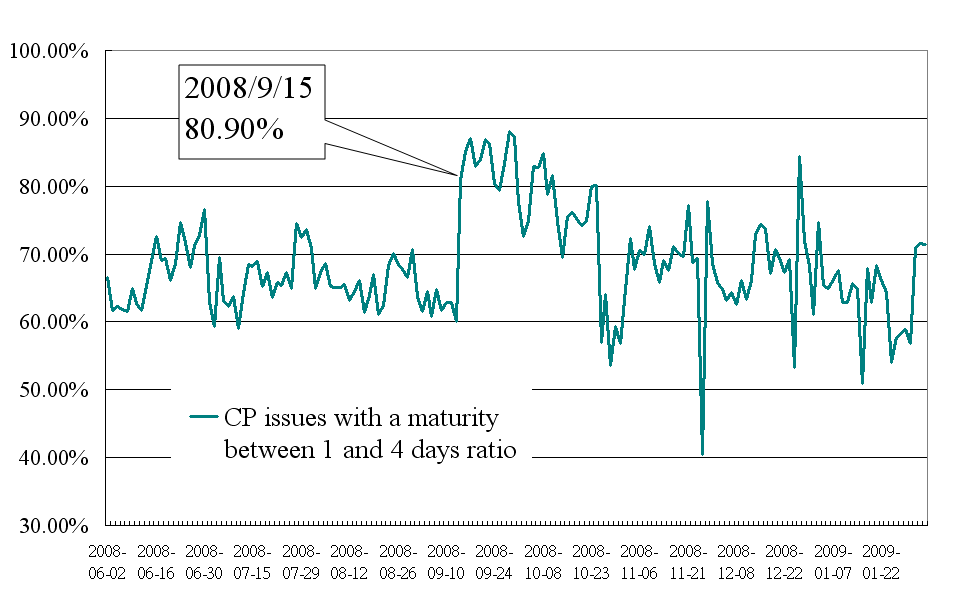 100.00%
2008/9/15
80.90%
90.00%
80.00%
70.00%
60.00%
50.00%
CP issues with a maturity
between 1 and 4 days ratio
40.00%
30.00%
2008- 2008- 2008- 2008- 2008- 2008- 2008- 2008- 2008- 2008- 2008- 2008- 2008- 2008- 2008- 2009- 2009-
06-02 06-16 06-30 07-15 07-29 08-12 08-26 09-10 09-24 10-08 10-23 11-06 11-21 12-08 12-22 01-07 01-22